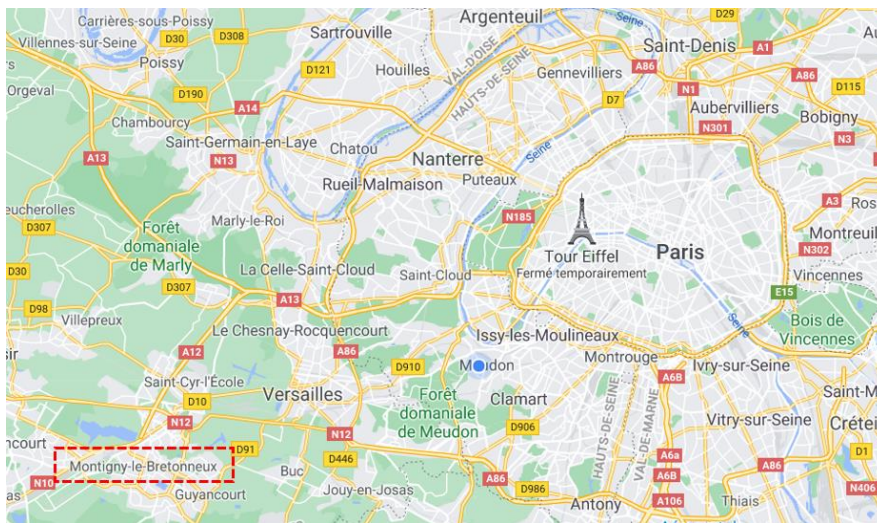 Argenteuil
Seine
D29
Carrières-sous-Poissy
D30
D308
Sartrouville
Villennes-sur-Seine
Poissy
Saint-Denis
A1
A86
A86
Houilles
VAL-D'OISE
HAUTS-DE-SEINE
D121
Gennevilliers
N1
D115
Orgeval
D190
A14
D7
Aubervilliers
Chambourcy
N301
Bobigny
Saint-Germain-en-Laye
Chatou
Seine
N3
A13
N13
Nanterre
Rueil-Malmaison
Puteaux
A3
Ros
eucherolles
Marly-le-Roi
N185
D307
Forêt
domaniale
de Marly
Montreuil
N302
Tour Eiffel
Fermé temporairement
Paris
D30
La Celle-Saint-Cloud
Saint-Cloud
Vincennes
D307
A13
E15
D98
Villepreux
Seine
Bois de
Vincennes
Le Chesnay-Rocquencourt
Issy-les-Moulineaux
A12
A86
D910
Montrouge
Ivry-sur-Seine
A6B
Saint-Cyr-l'École
Versailles
Forêt
domaniale
de Meudon
Clamart
HAUTS-DE-SEINE
VAL-DE-MARNE
Saint-M
D10
N12
Vitry-sur-Seine
Créteil
D906
N12
ncourt
D91
D446
A6a
D1
Montigny-le-Bretonneux
Buc
A86
A6B
A86
N10
as
Guyancourt
Jouy-en-Josas
D986
Antony
A106
Thiais
N406